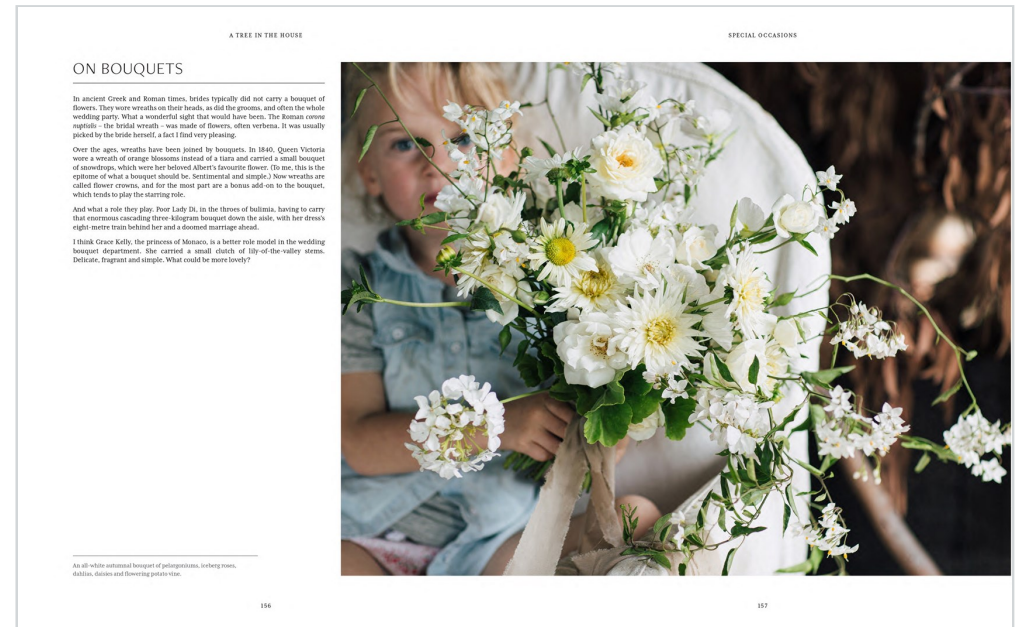 A TREE IN THE HOUSE
SPECIAL OCCASIONS
ON BOUQUETS
In ancient Greek and Roman times, brides typically did not carry a bouquet of
flowers. They wore wreaths on their heads, as did the grooms, and often the whole
wedding party. What a wonderful sight that would have been. The Roman corona
nuptialis – the bridal wreath – was made of flowers, often verbena. It was usually
picked by the bride herself, a fact I find very pleasing.
Over the ages, wreaths have been joined by bouquets. In 1840, Queen Victoria
wore a wreath of orange blossoms instead of a tiara and carried a small bouquet
of snowdrops, which were her beloved Albert's favourite flower. (To me, this is the
epitome of what a bouquet should be. Sentimental and simple.) Now wreaths are
called flower crowns, and for the most part are a bonus add-on to the bouquet,
which tends to play the starring role.
And what a role they play. Poor Lady Di, in the throes of bulimia, having to carry
that enormous cascading three-kilogram bouquet down the aisle, with her dress's
eight-metre train behind her and a doomed marriage ahead.
I think Grace Kelly, the princess of Monaco, is a better role model in the wedding
bouquet department. She carried a small clutch of lily-of-the-valley stems.
Delicate, fragrant and simple. What could be more lovely?
An all-white autumnal bouquet of pelargoniums, iceberg roses,
dahlias, daisies and flowering potato vine.
156
157